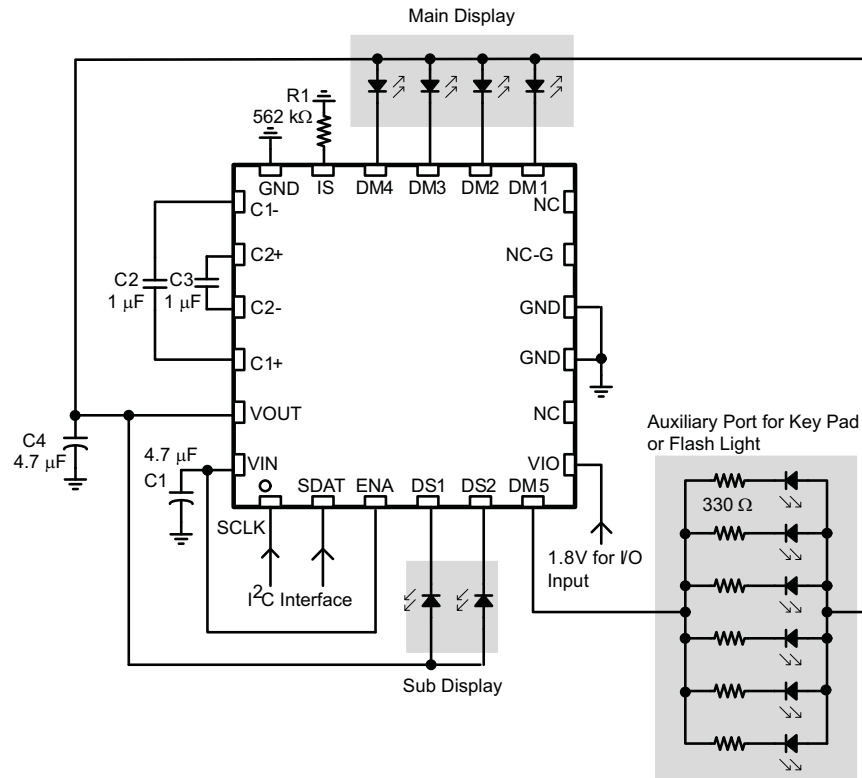 Main Display
R1
562 kΩ
GND
IS
DM4
DM3
DM2
DM1
C1-
NC
C2+
NC-G
C2
C3
1 μF
1 μF
C2-
GND
C1+
GND
VOUT
NC
C4
4.7 μF
4.7 μF
C1
VIN
VIO
SCLK
SDAT
ENA
DS1
DS2
DM5
I²C Interface
1.8V for I/O
Input
Sub Display
Auxiliary Port for Key Pad
or Flash Light
330 Ω